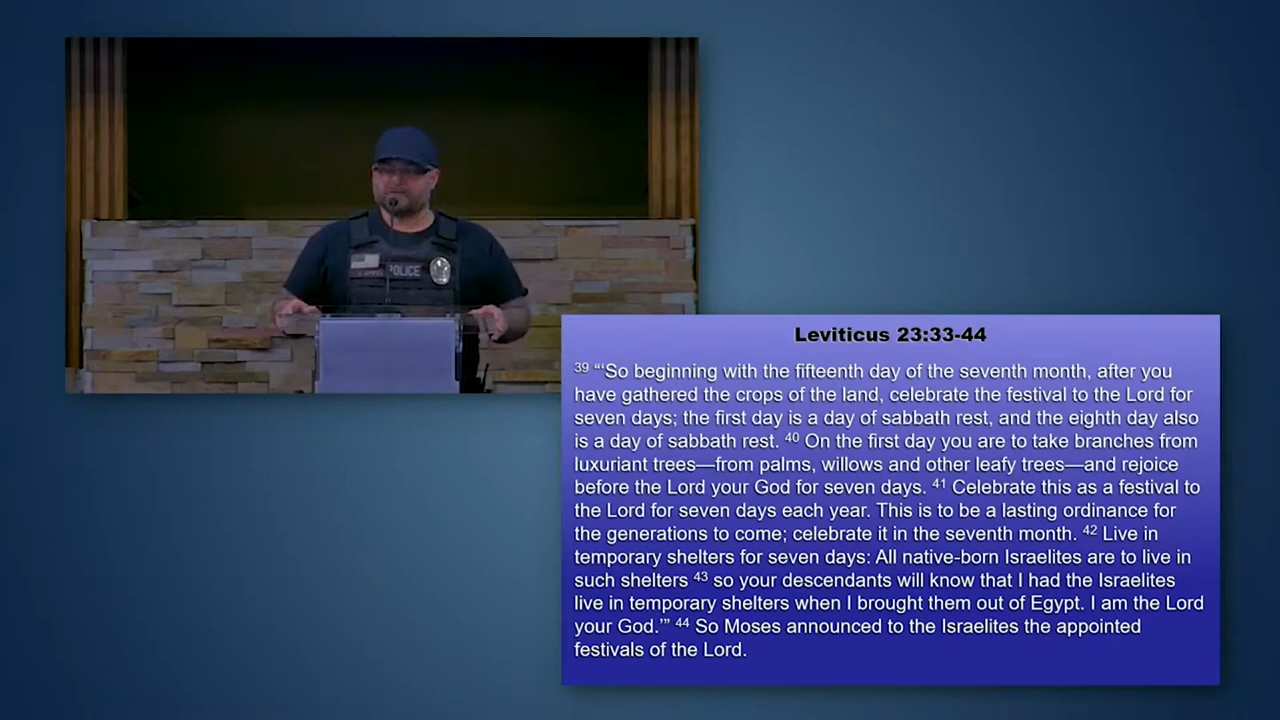 POLICE
Leviticus 23:33-44
39 “‘So beginning with the fifteenth day of the seventh month, after you
have gathered the crops of the land, celebrate the festival to the Lord for
seven days; the first day is a day of sabbath rest, and the eighth day also
is a day of sabbath rest. 40 On the first day you are to take branches from
luxuriant trees—from palms, willows and other leafy trees—and rejoice
before the Lord your God for seven days. 41 Celebrate this as a festival to
the Lord for seven days each year. This is to be a lasting ordinance for
the generations to come; celebrate it in the seventh month. 42 Live in
temporary shelters for seven days: All native-born Israelites are to live in
such shelters 43 so your descendants will know that I had the Israelites
live in temporary shelters when I brought them out of Egypt. I am the Lord
your God.’” 44 So Moses announced to the Israelites the appointed
festivals of the Lord.